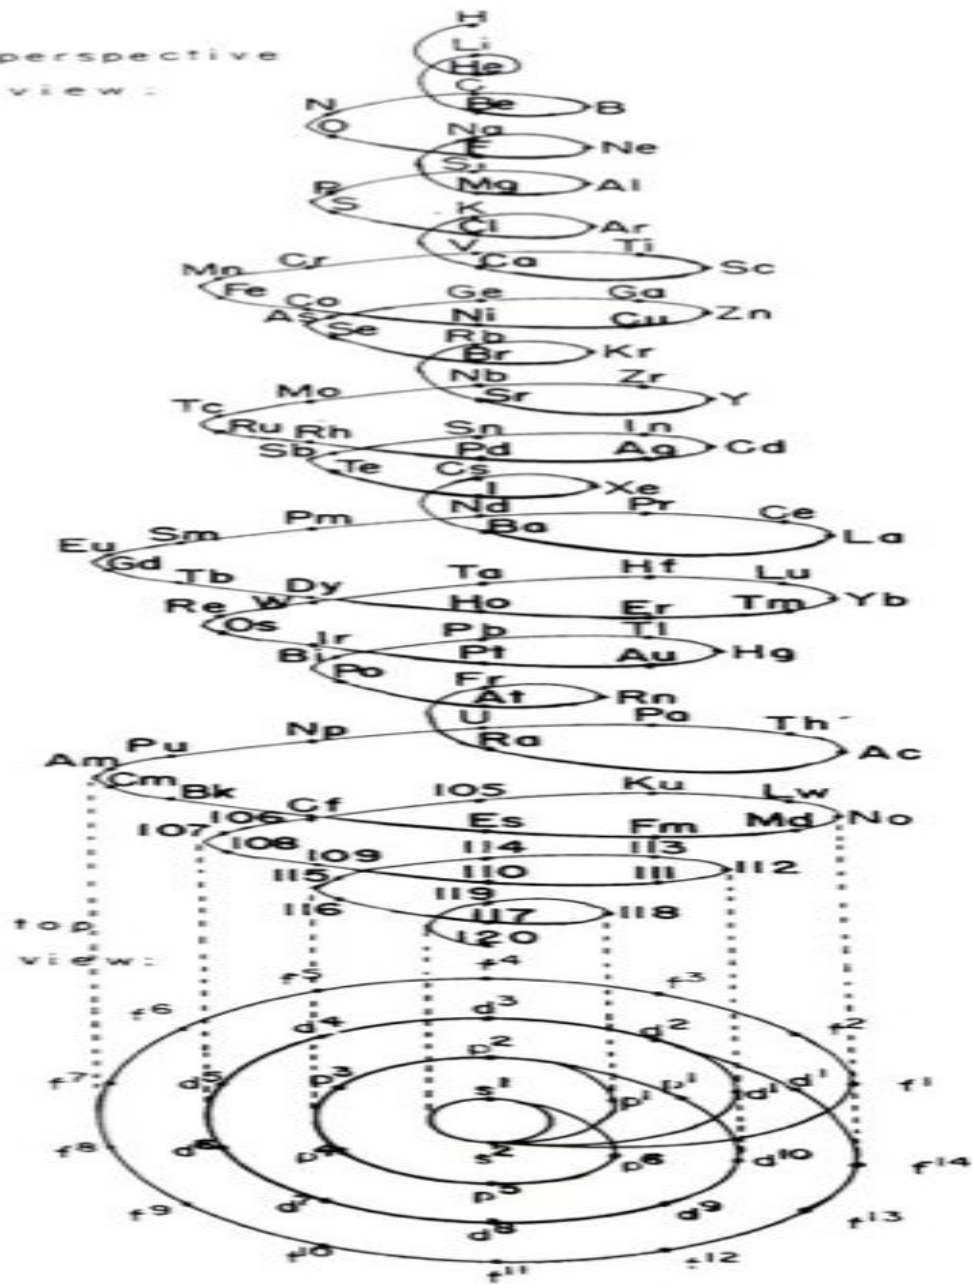 H
perspective Li
He
view: C
N Be B
O Na
F Ne
Si
P Mg Al
S K
Cl Ar
V Ti
Mn Cr Ca Sc
Fe Co Ge Ga
As Ni Cu Zn
Se Rb
Br Kr
Nb Zr
Tc Mo Sr Y
Ru Rh Sn In
Sb Pd Ag Cd
Te Cs
I Xe
Nd Pr Ce
Eu Sm Pm Ba La
Gd Tb Dy Ta Hf Lu
Re W Ho Er Tm Yb
Os Ir Pb Tl
Bi Pt Au Hg
Po Fr
At Rn
U Pa Th
Am Pu Np Ra Ac
Cm Bk Cf 105 Ku Lw
107 106 Es Fm Md No
108 109 114 113
115 110 111 112
116 119
top 117 118
120
view:
f⁶ f⁵ f⁴ f³ f²
d⁴ d³ d²
f⁷ d⁵ p³ p² p¹ d¹ f¹
s¹ p¹ d¹
f⁸ d⁶ p⁴ s² p⁶ d¹⁰ f¹⁴
f⁹ d⁷ p⁵ d⁹ f¹³
f¹⁰ d⁸ f¹²
f¹¹